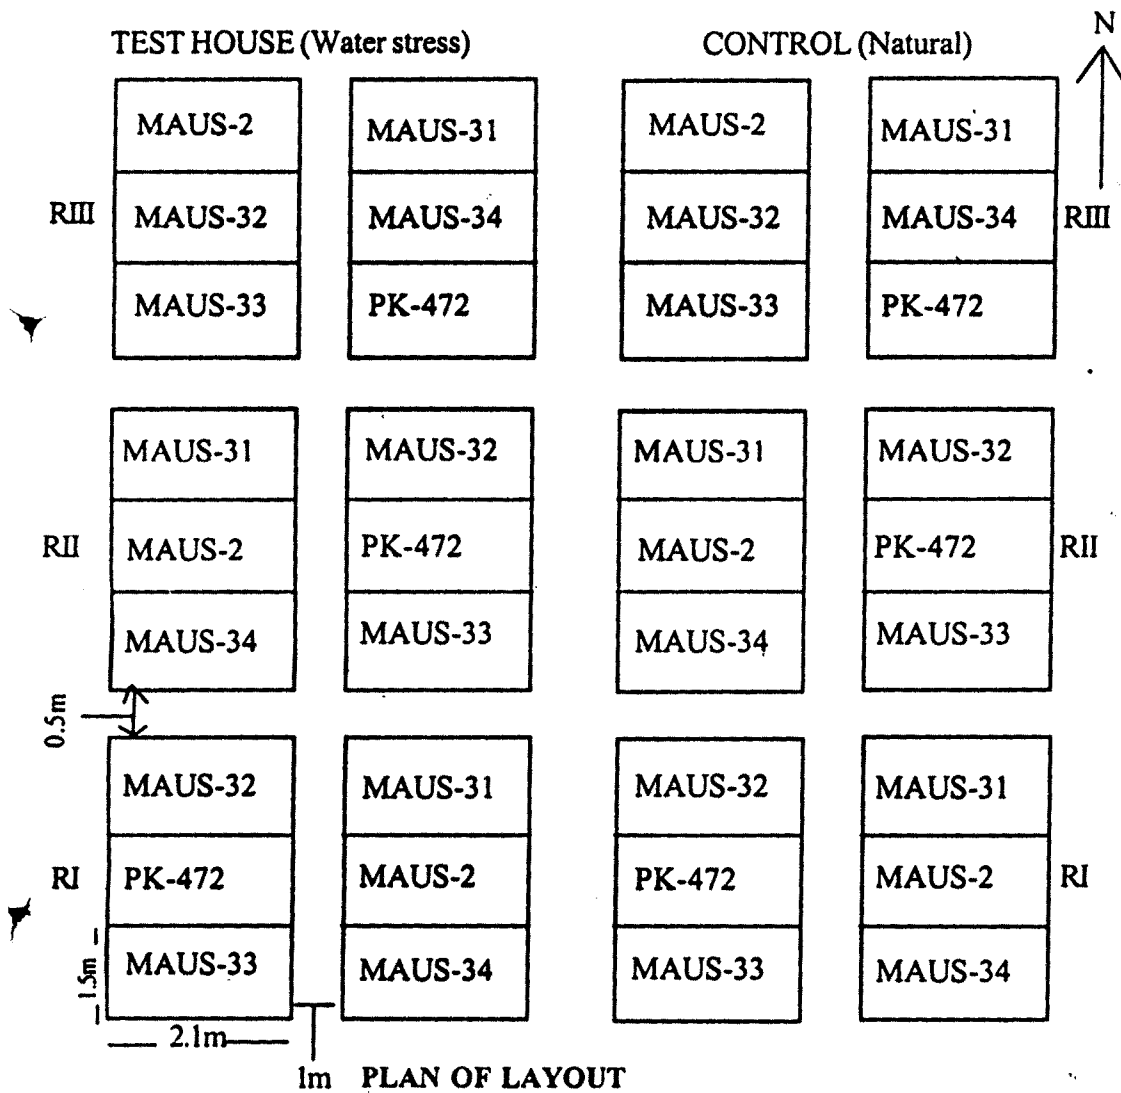 N
TEST HOUSE (Water stress) CONTROL (Natural)
MAUS-2 MAUS-31 MAUS-2 MAUS-31
RIII MAUS-32 MAUS-34 MAUS-32 MAUS-34 RIII
MAUS-33 PK-472 MAUS-33 PK-472
MAUS-31 MAUS-32 MAUS-31 MAUS-32
RII MAUS-2 PK-472 MAUS-2 PK-472 RII
MAUS-34 MAUS-33 MAUS-34 MAUS-33
0.5m
MAUS-32 MAUS-31 MAUS-32 MAUS-31
RI PK-472 MAUS-2 PK-472 MAUS-2 RI
MAUS-33 MAUS-34 MAUS-33 MAUS-34
1.5m
2.1m
1m PLAN OF LAYOUT